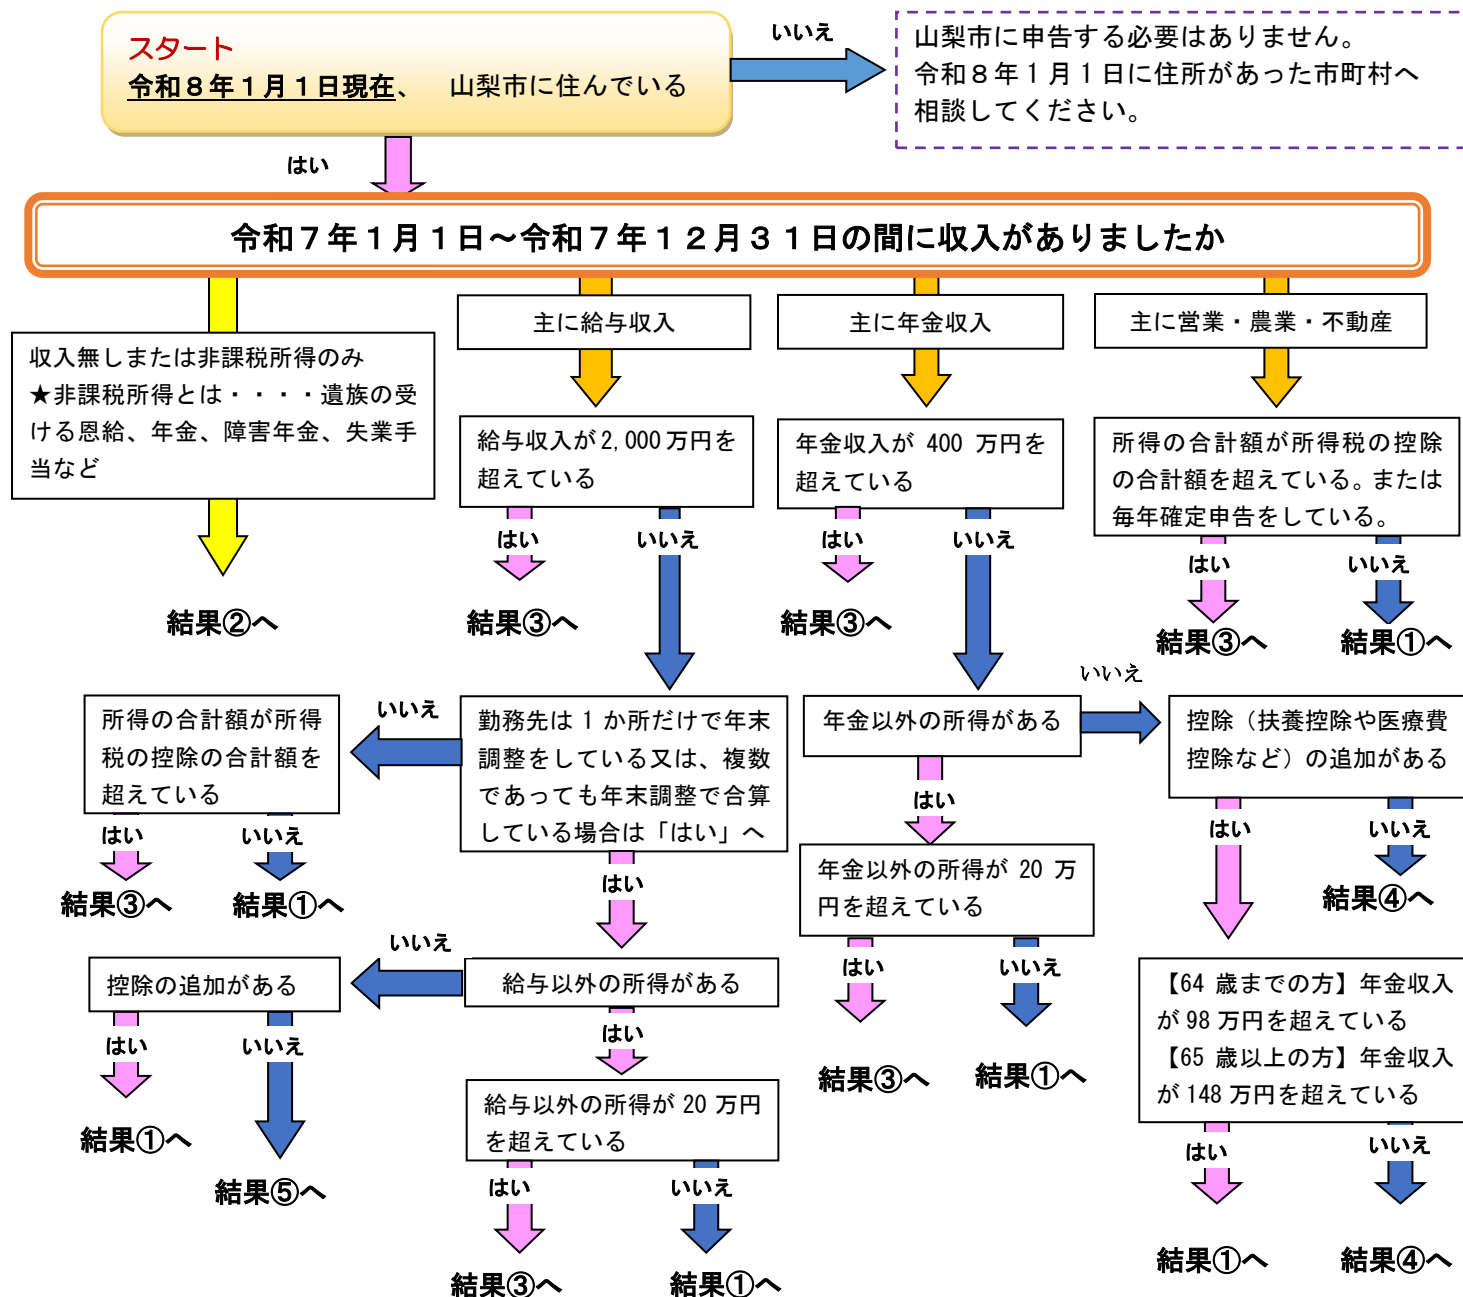 スタート
令和８年１月１日現在、　山梨市に住んでいる
いいえ
山梨市に申告する必要はありません。
令和８年１月１日に住所があった市町村へ
相談してください。
はい
令和７年１月１日～令和７年１２月３１日の間に収入がありましたか
収入無しまたは非課税所得のみ
★非課税所得とは・・・・遺族の受
ける恩給、年金、障害年金、失業手
当など
結果②へ
主に給与収入
給与収入が2,000万円を
超えている
はい
いいえ
結果③へ
主に年金収入
年金収入が 400 万円を
超えている
はい
いいえ
結果③へ
主に営業・農業・不動産
所得の合計額が所得税の控除
の合計額を超えている。または
毎年確定申告をしている。
はい
いいえ
結果③へ
結果①へ
勤務先は1か所だけで年末
調整をしている又は、複数
であっても年末調整で合算
している場合は「はい」へ
いいえ
所得の合計額が所得
税の控除の合計額を
超えている
はい
いいえ
結果③へ
結果①へ
はい
給与以外の所得がある
いいえ
控除の追加がある
はい
いいえ
結果①へ
結果⑤へ
はい
給与以外の所得が20万円
を超えている
はい
いいえ
結果③へ
結果①へ
年金以外の所得がある
いいえ
はい
年金以外の所得が 20 万
円を超えている
はい
いいえ
結果③へ
結果①へ
控除（扶養控除や医療費
控除など）の追加がある
はい
いいえ
結果④へ
【64 歳までの方】年金収入
が98万円を超えている
【65 歳以上の方】年金収入
が148万円を超えている
はい
いいえ
結果①へ
結果④へ